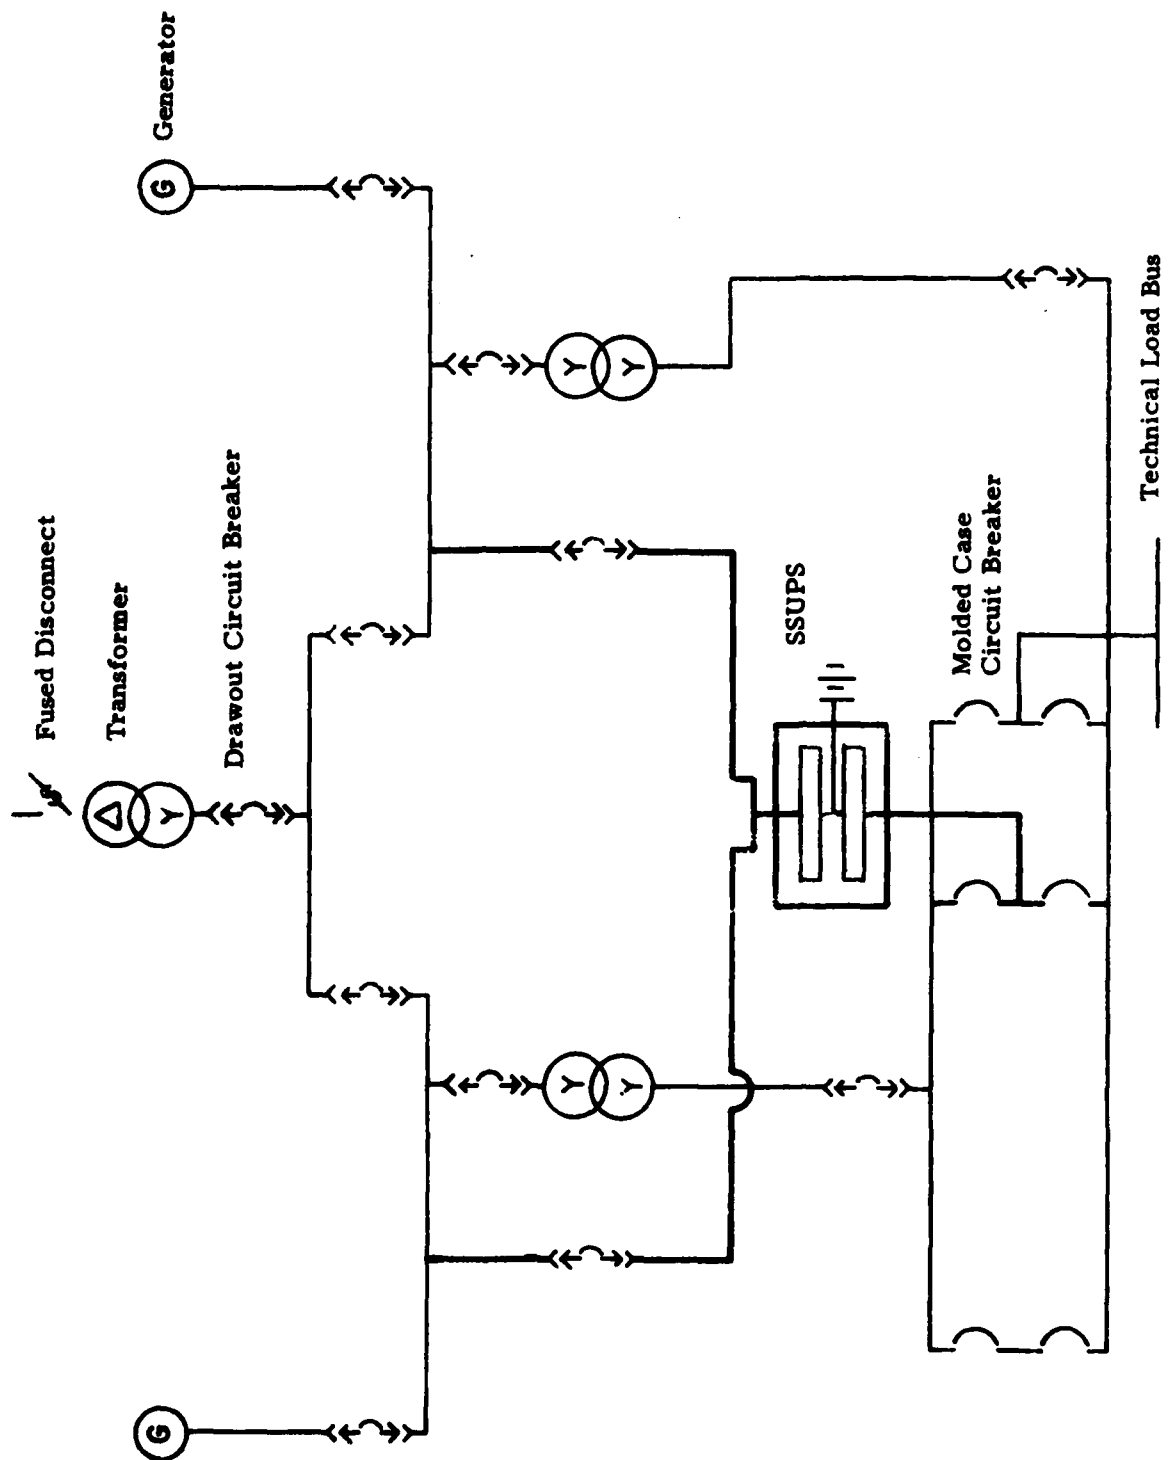 Fused Disconnect
Transformer
Δ
Y
Drawout Circuit Breaker
G
Generator
G
Y
Y
Y
Y
SSUPS
Molded Case
Circuit Breaker
Technical Load Bus